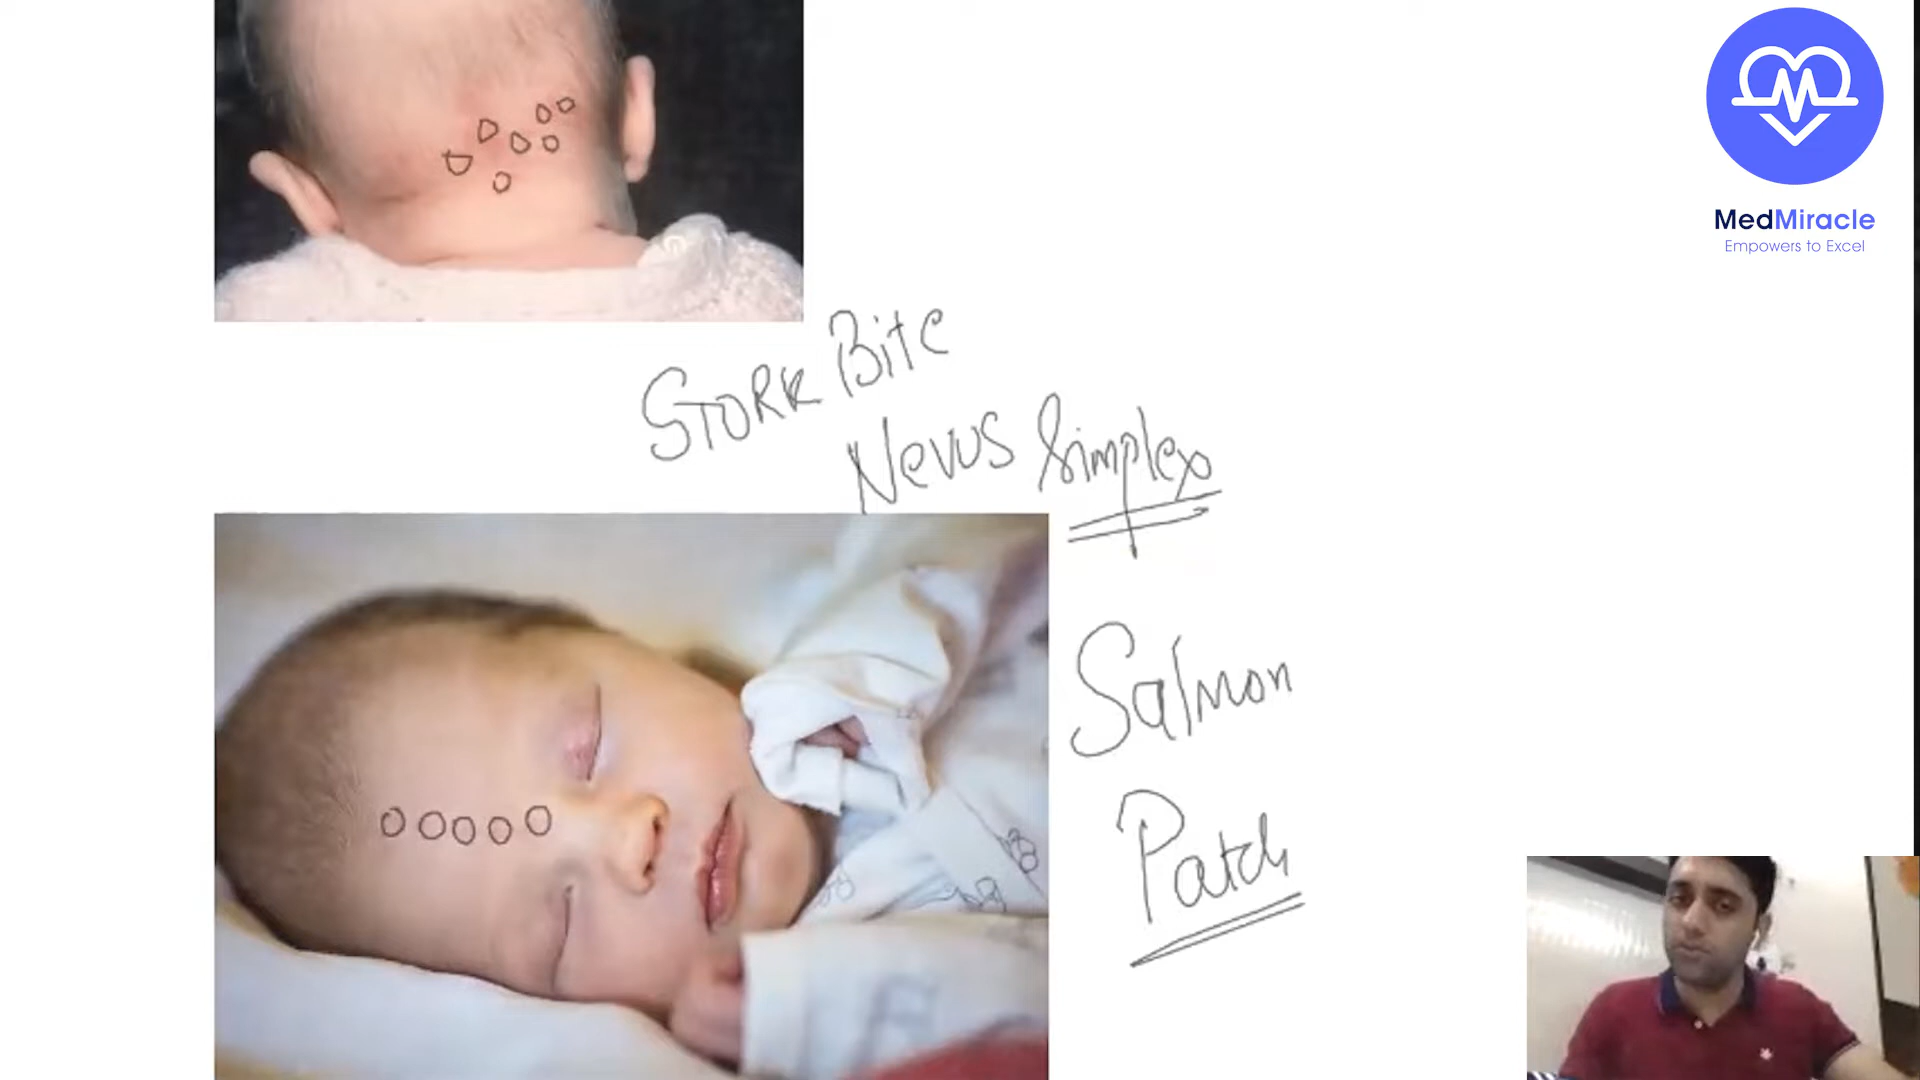 MedMiracle
Empowers to Excel
STORK Bite
Nevus Simplex
Salmon
Patch